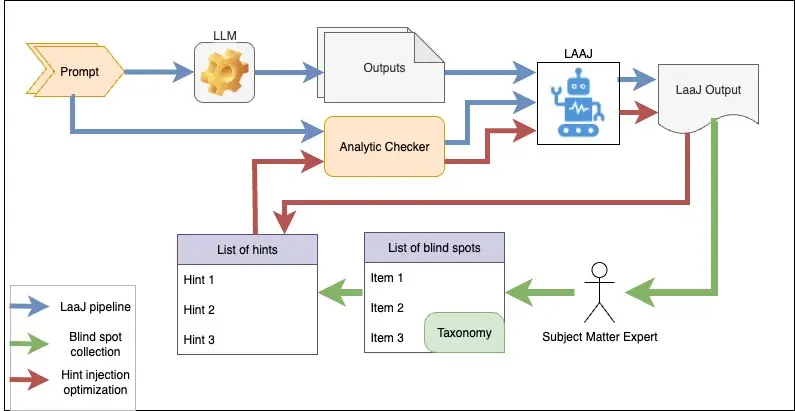 LLM
LAAJ
Prompt
Outputs
LaaJ Output
Analytic Checker
List of hints
Hint 1
Hint 2
Hint 3
List of blind spots
Item 1
Item 2
Item 3
Taxonomy
Subject Matter Expert
LaaJ pipeline
Blind spot
collection
Hint injection
optimization